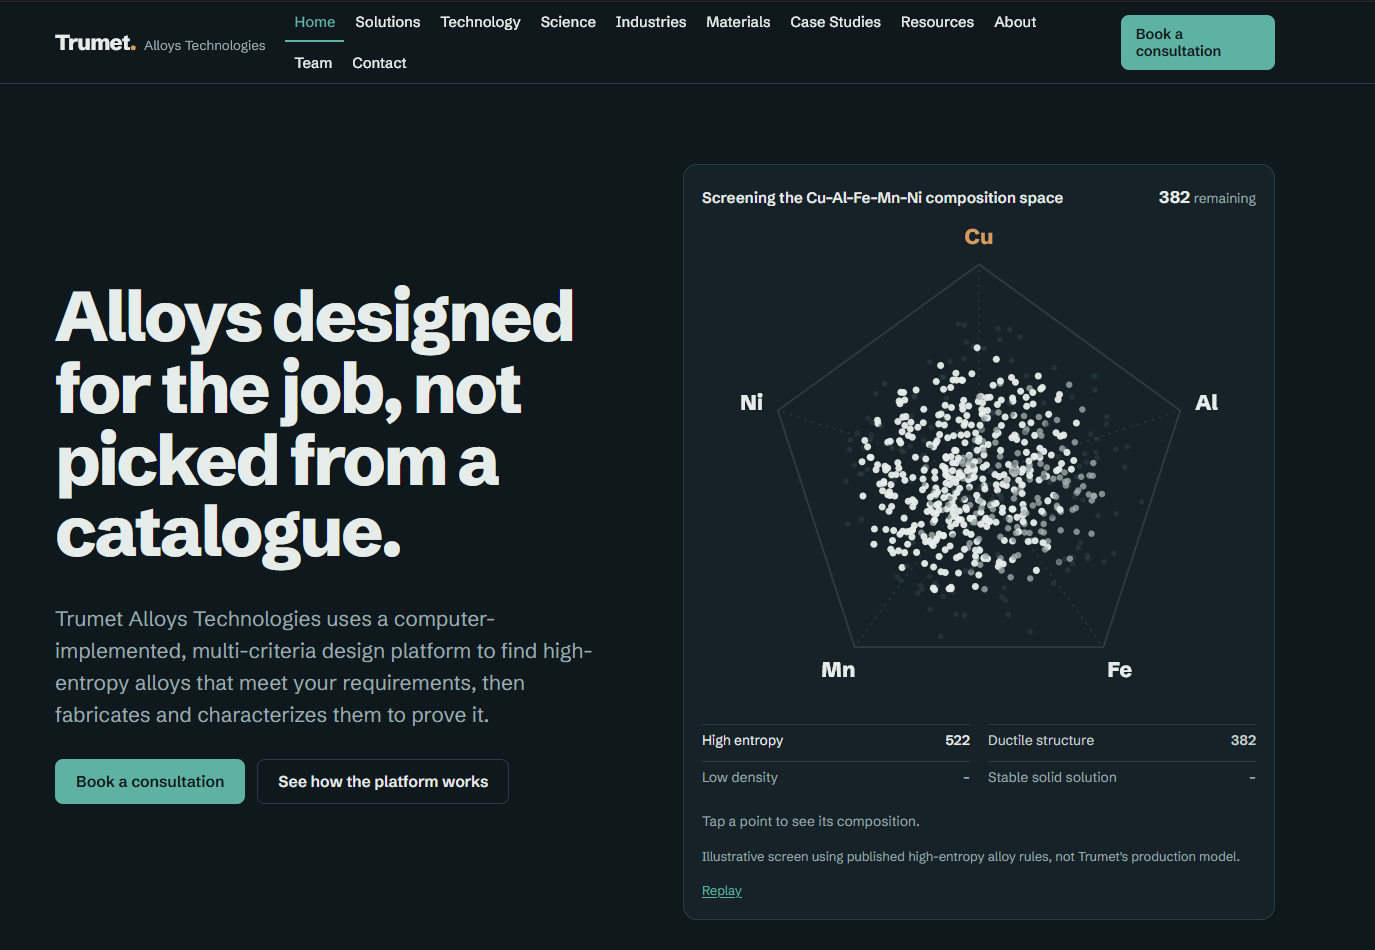 Trumet. Alloys Technologies
Home Solutions Technology Science Industries Materials Case Studies Resources About
Team Contact
Book a
consultation
Alloys designed
for the job, not
picked from a
catalogue.
Trumet Alloys Technologies uses a computer-
implemented, multi-criteria design platform to find high-
entropy alloys that meet your requirements, then
fabricates and characterizes them to prove it.
Book a consultation
See how the platform works
Screening the Cu-Al-Fe-Mn-Ni composition space
382 remaining
Cu
Ni
Al
Mn
Fe
High entropy 522
Ductile structure 382
Low density –
Stable solid solution –
Tap a point to see its composition.
Illustrative screen using published high-entropy alloy rules, not Trumet's production model.
Replay